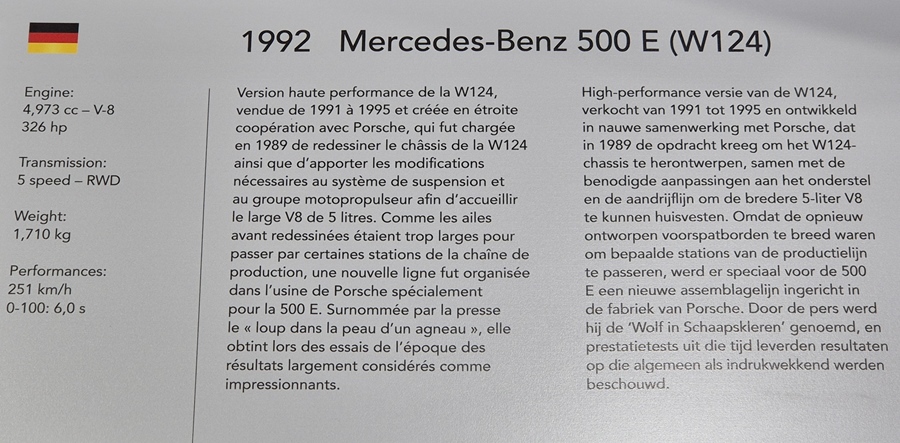 1992 Mercedes-Benz 500 E (W124)
Engine:
4,973 cc – V-8
326 hp
Transmission:
5 speed – RWD
Weight:
1,710 kg
Performances:
251 km/h
0-100: 6,0 s
Version haute performance de la W124,
vendue de 1991 à 1995 et créée en étroite
coopération avec Porsche, qui fut chargée
en 1989 de redessiner le châssis de la W124
ainsi que d'apporter les modifications
nécessaires au système de suspension et
au groupe motopropulseur afin d'accueillir
le large V8 de 5 litres. Comme les ailes
avant redessinées étaient trop larges pour
passer par certaines stations de la chaîne de
production, une nouvelle ligne fut organisée
dans l'usine de Porsche spécialement
pour la 500 E. Surnommée par la presse
le « loup dans la peau d'un agneau », elle
obtint lors des essais de l'époque des
résultats largement considérés comme
impressionnants.
High-performance versie van de W124,
verkocht van 1991 tot 1995 en ontwikkeld
in nauwe samenwerking met Porsche, dat
in 1989 de opdracht kreeg om het W124-
chassis te herontwerpen, samen met de
benodigde aanpassingen aan het onderstel
en de aandrijflijn om de bredere 5-liter V8
te kunnen huisvesten. Omdat de opnieuw
ontworpen voorspatborden te breed waren
om bepaalde stations van de productielijn
te passeren, werd er speciaal voor de 500
E een nieuwe assemblagelijn ingericht in
de fabriek van Porsche. Door de pers werd
hij de 'Wolf in Schaapskleren' genoemd, en
prestatietests uit die tijd leverden resultaten
op die algemeen als indrukwekkend werden
beschouwd.